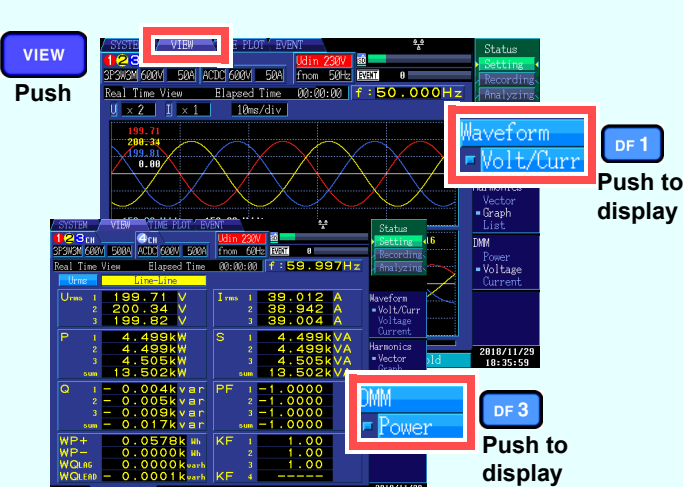 VIEW
Push
SYSTEM VIEW TIME PLOT EVENT
123
Udin 230V
3P3W3M 600V 50A ACDC 600V 50A fnom 50Hz EVENT 0
Real Time View Elapsed Time 00:00:00 f:50.000Hz
U × 2 I × 1 10ms/div
199.71
200.34
199.81
0.00
Status
Setting
Recording
Analyzing
Waveform
Volt/Curr
DF 1
Push to
display
Harmonics
Vector
Graph
List
DMM
Power
Voltage
Current
2018/11/29
18:35:59
SYSTEM VIEW TIME PLOT EVENT
123CH 4CH Udin 230V
3P3W3M 600V 500A ACDC 600V 500A fnom 60Hz EVENT 0
Real Time View Elapsed Time 00:00:00 f:59.997Hz
Urms Line-Line
Urms 1 199.71 V Irms 1 39.012 A
2 200.34 V 2 38.942 A
3 199.82 V 3 39.004 A
P 1 4.499kW S 1 4.499kVA
2 4.499kW 2 4.499kVA
3 4.505kW 3 4.505kVA
sum 13.502kW sum 13.502kVA
Q 1 - 0.004kvar PF 1 -1.0000
2 - 0.005kvar 2 -1.0000
3 - 0.009kvar 3 -1.0000
sum - 0.017kvar sum -1.0000
WP+ 0.0578k Wh KF 1 1.00
WP- 0.0000k Wh 2 1.00
WQLAG 0.0000k varh 3 1.00
WQLEAD - 0.0001k varh KF 4 -----
Status
Setting
Recording
Analyzing
Waveform
Volt/Curr
Voltage
Current
Harmonics
Vector
Graph
DMM
Power
DF 3
Push to
display